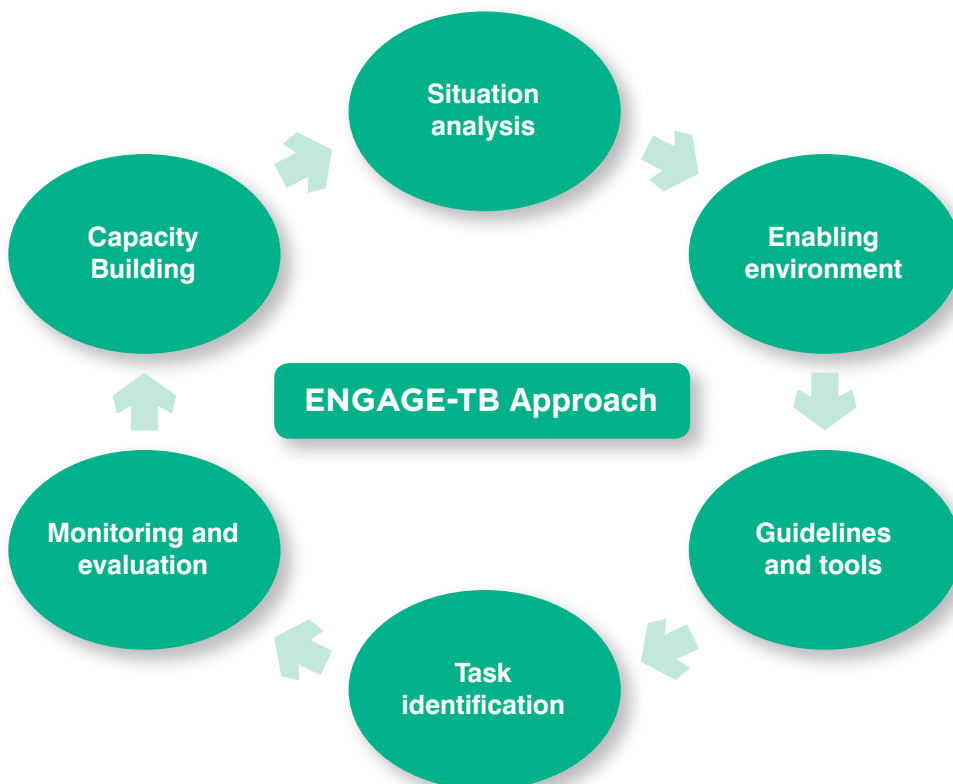 Situation
analysis
Enabling
environment
Guidelines
and tools
Task
identification
Monitoring and
evaluation
Capacity
Building
ENGAGE-TB Approach